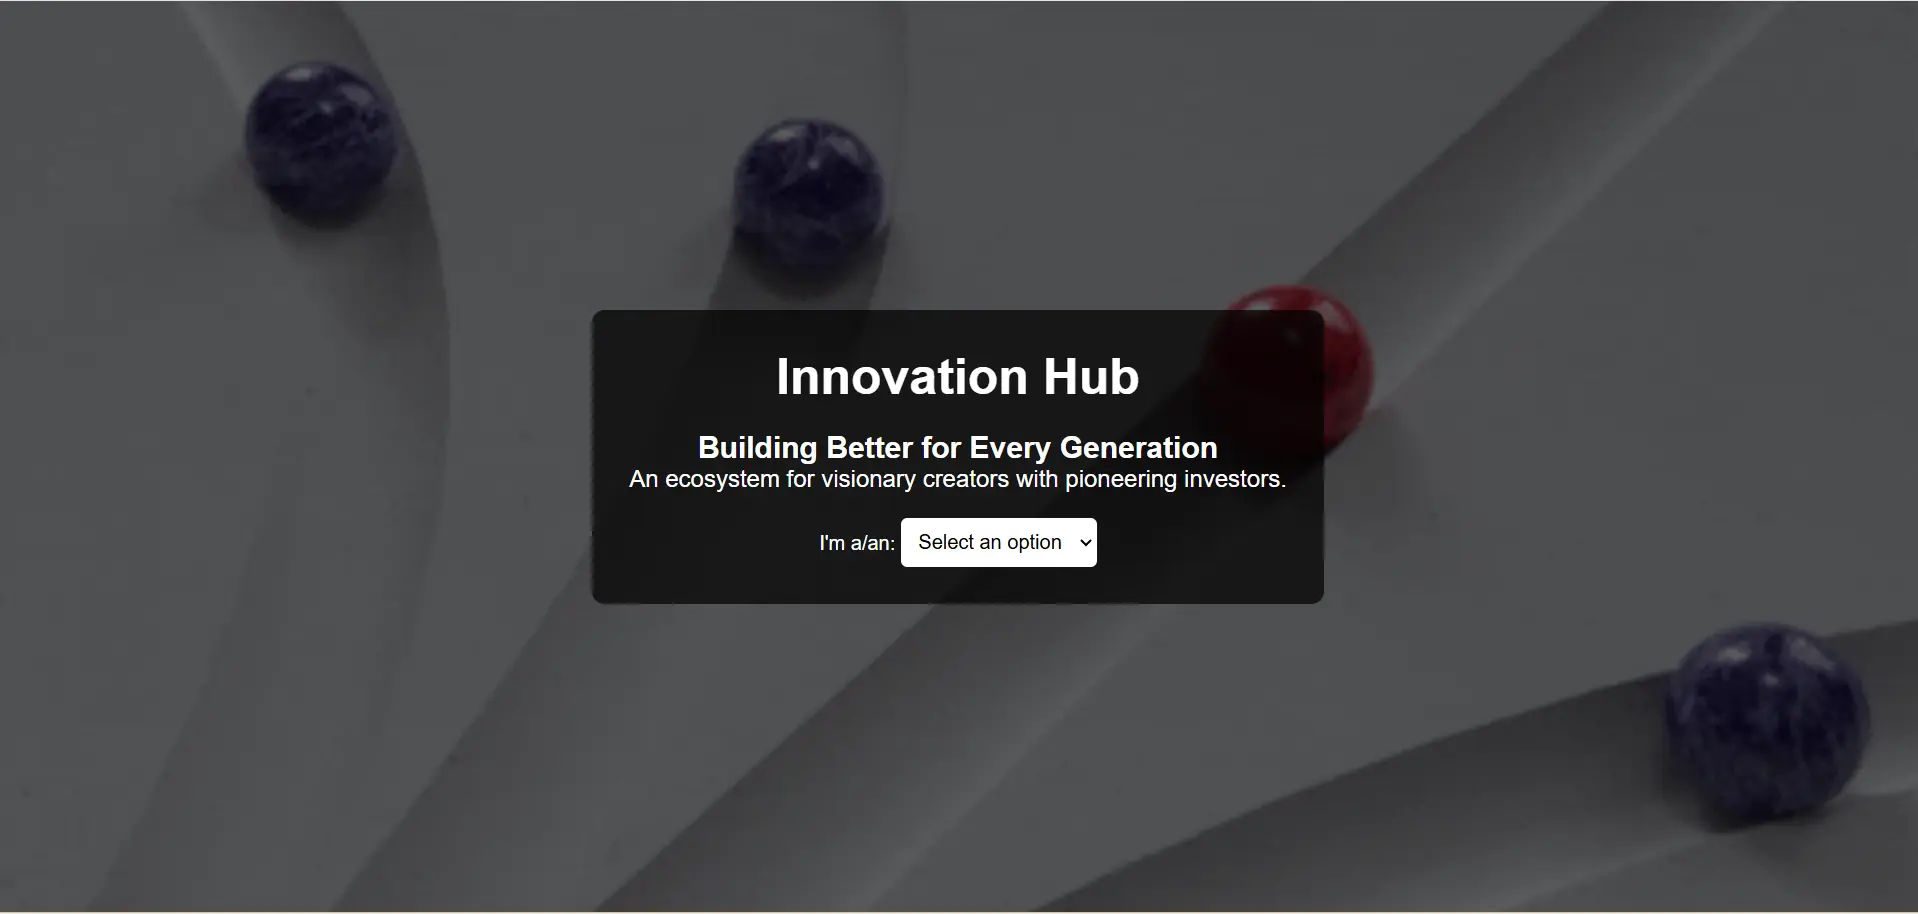 Innovation Hub
Building Better for Every Generation
An ecosystem for visionary creators with pioneering investors.
I'm a/an: Select an option